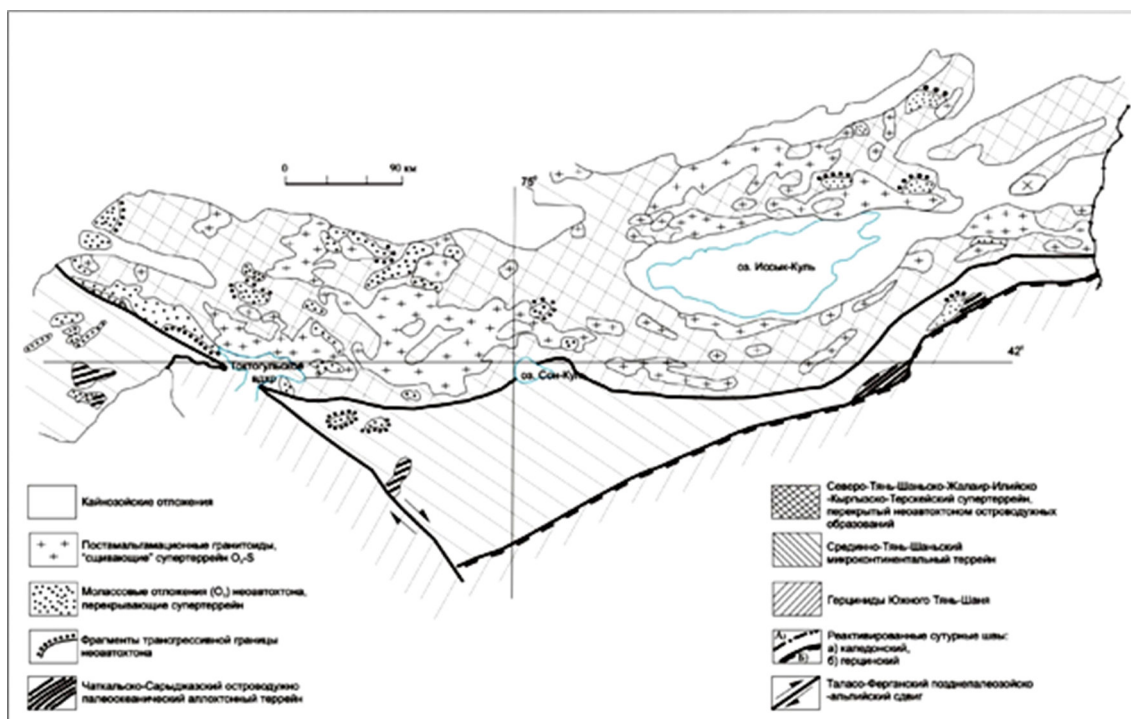 0
90 км
75⁰
оз. Иссык-Куль
42⁰
Токтогульское
вдхр
оз. Сон-Куль
Кайнозойские отложения
Постамальгамационные гранитоиды,
"сшивающие" супертеррейн O₃-S
Молассовые отложения (O₃) неоавтохтона,
перекрывающие супертеррейн
Фрагменты трансгрессивной границы
неоавтохтона
Чаткальско-Сарыджазский островодужно
палеоокеанический аллохтонный террейн
Северо-Тянь-Шаньско-Жалаир-Илийско
-Кыргызско-Терскейский супертеррейн,
перекрытый неоавтохтоном островодужных
образований
Срединно-Тянь-Шаньский
микроконтинентальный террейн
Герциниды Южного Тянь-Шаня
А)
Б)
Реактивированные сутурные швы:
а) каледонский,
б) герцинский
Таласо-Ферганский позднепалеозойско
-альпийский сдвиг